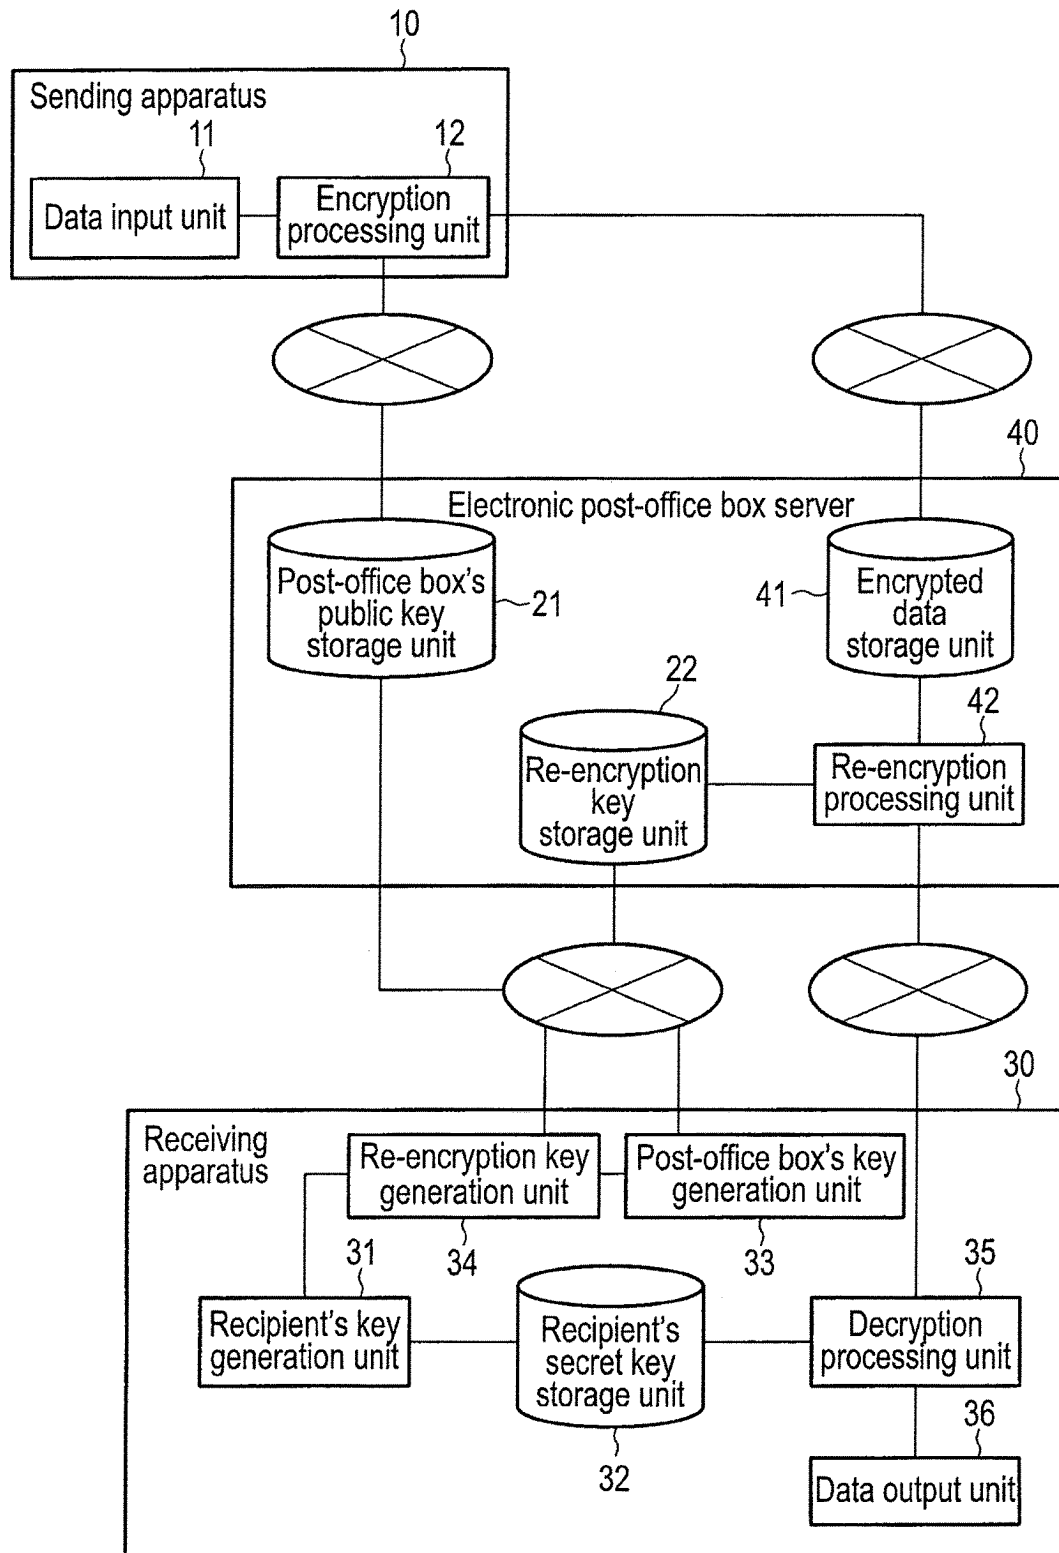 10
Sending apparatus
11
12
Data input unit
Encryption
processing unit
40
Electronic post-office box server
Post-office box's
public key
storage unit
21
41
Encrypted
data
storage unit
22
42
Re-encryption
key
storage unit
Re-encryption
processing unit
30
Receiving
apparatus
Re-encryption key
generation unit
Post-office box's key
generation unit
34
33
31
35
Recipient's key
generation unit
Recipient's
secret key
storage unit
Decryption
processing unit
32
36
Data output unit